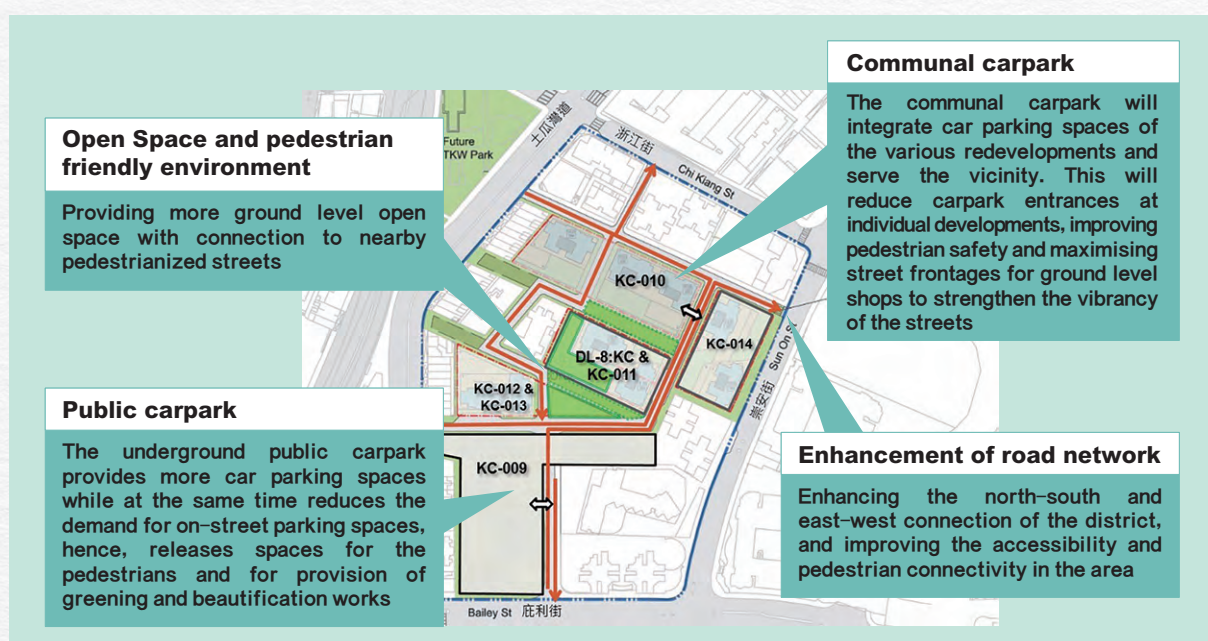 Communal carpark
The communal carpark will
integrate car parking spaces of
the various redevelopments and
serve the vicinity. This will
reduce carpark entrances at
individual developments, improving
pedestrian safety and maximising
street frontages for ground level
shops to strengthen the vibrancy
of the streets
Open Space and pedestrian
friendly environment
Providing more ground level open
space with connection to nearby
pedestrianized streets
Future
TKW Park
土瓜灣道
浙江街
Chi Kiang St
KC-010
KC-014
DL-8:KC &
KC-011
KC-012 &
KC-013
Sun On St
崇安街
KC-009
Bailey St 庇利街
Public carpark
The underground public carpark
provides more car parking spaces
while at the same time reduces the
demand for on-street parking spaces,
hence, releases spaces for the
pedestrians and for provision of
greening and beautification works
Enhancement of road network
Enhancing the north-south and
east-west connection of the district,
and improving the accessibility and
pedestrian connectivity in the area